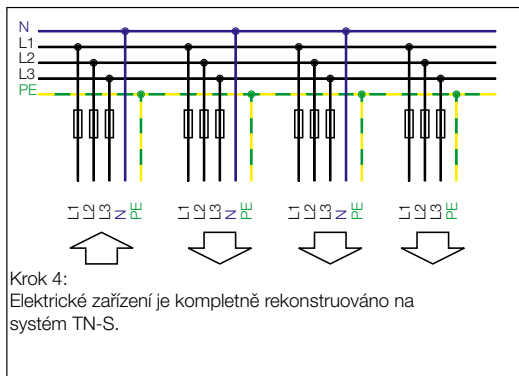 N
L1
L2
L3
PE
L1 L2 L3 N PE L1 L2 L3 N PE L1 L2 L3 N PE L1 L2 L3 PE
Krok 4:
Elektrické zařízení je kompletně rekonstruováno na
systém TN-S.